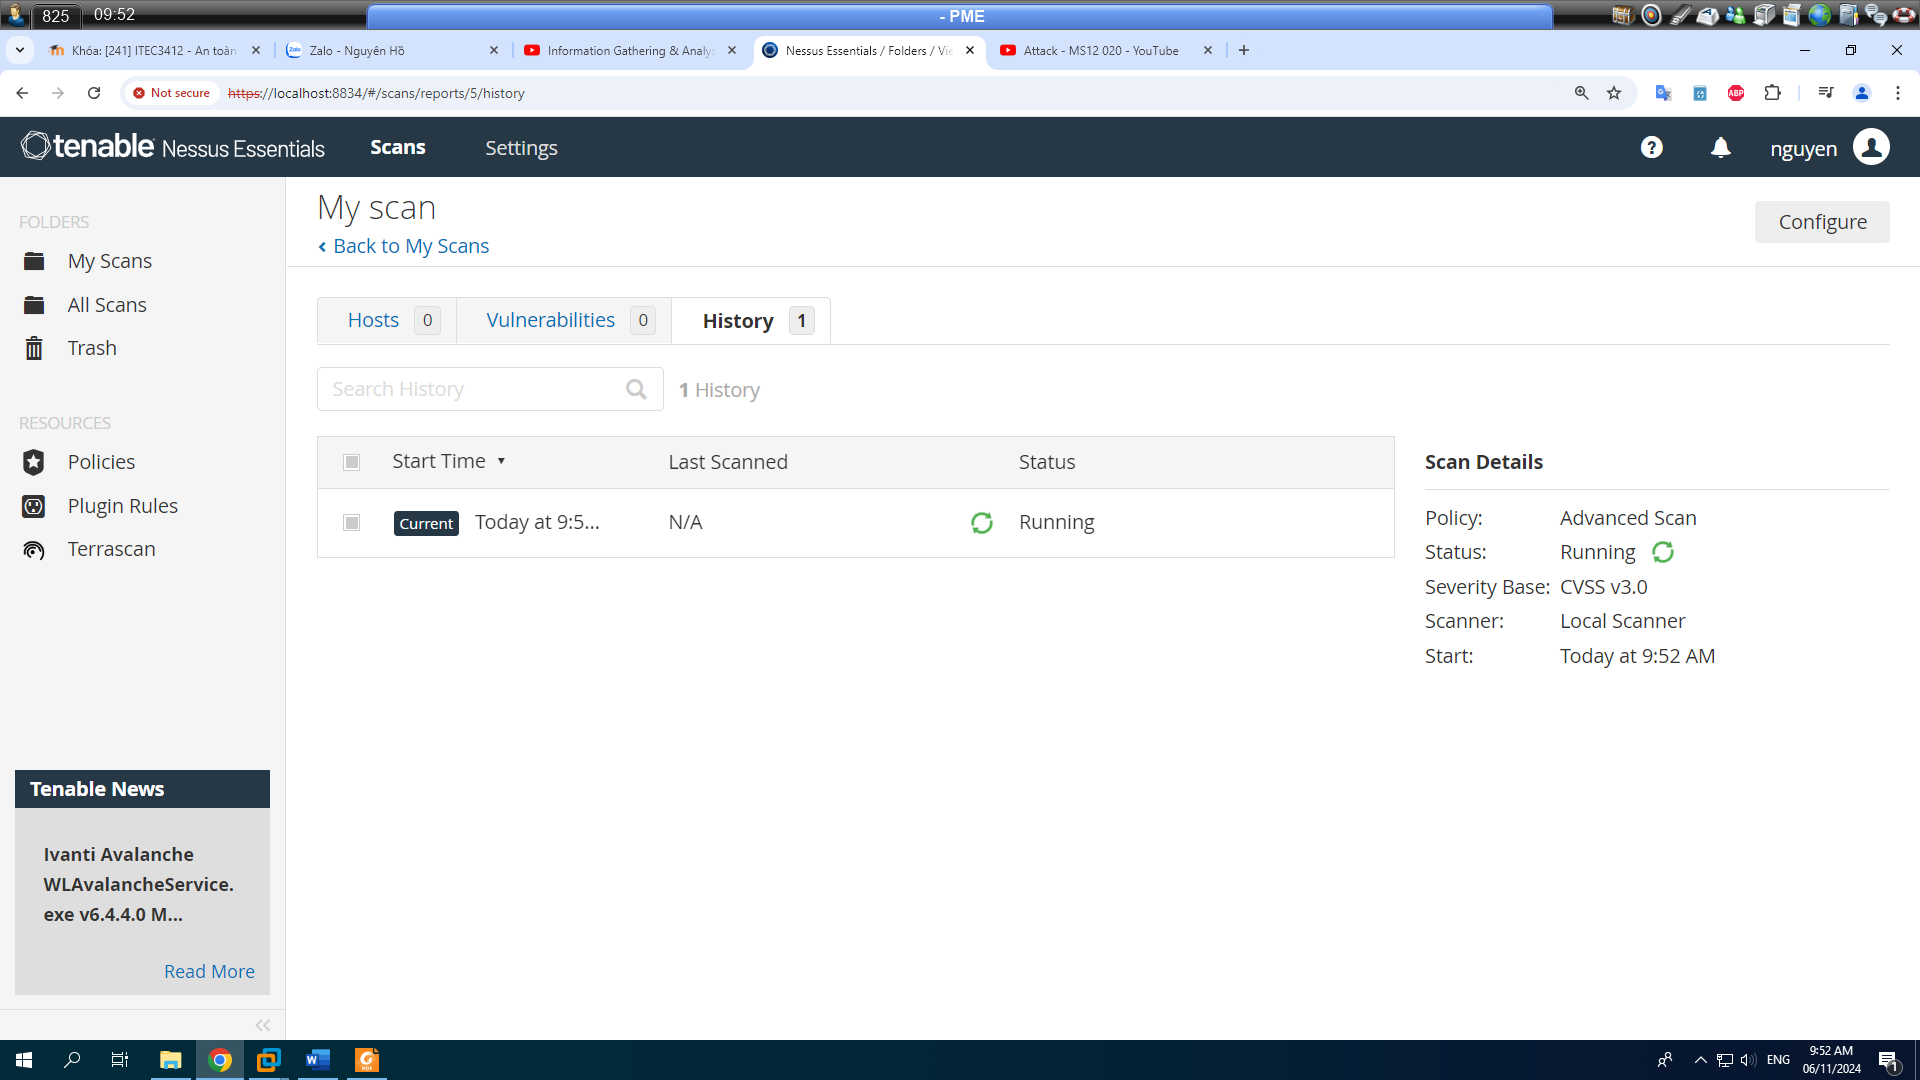 825 09:52 - PME
Khóa: [241] ITEC3412 - An toàn
Zalo - Nguyên Hồ
Information Gathering & Analys
Nessus Essentials / Folders / Vie
Attack - MS12 020 - YouTube
Not secure https://localhost:8834/#/scans/reports/5/history
ABP
tenable Nessus Essentials
Scans
Settings
nguyen
FOLDERS
My Scans
All Scans
Trash
RESOURCES
Policies
Plugin Rules
Terrascan
Tenable News
Ivanti Avalanche
WLAvalancheService.
exe v6.4.4.0 M...
Read More
My scan
Back to My Scans
Configure
Hosts 0
Vulnerabilities 0
History 1
Search History
1 History
Start Time Last Scanned Status
Current Today at 9:5... N/A Running
Scan Details
Policy: Advanced Scan
Status: Running
Severity Base: CVSS v3.0
Scanner: Local Scanner
Start: Today at 9:52 AM
ENG
9:52 AM
06/11/2024
1